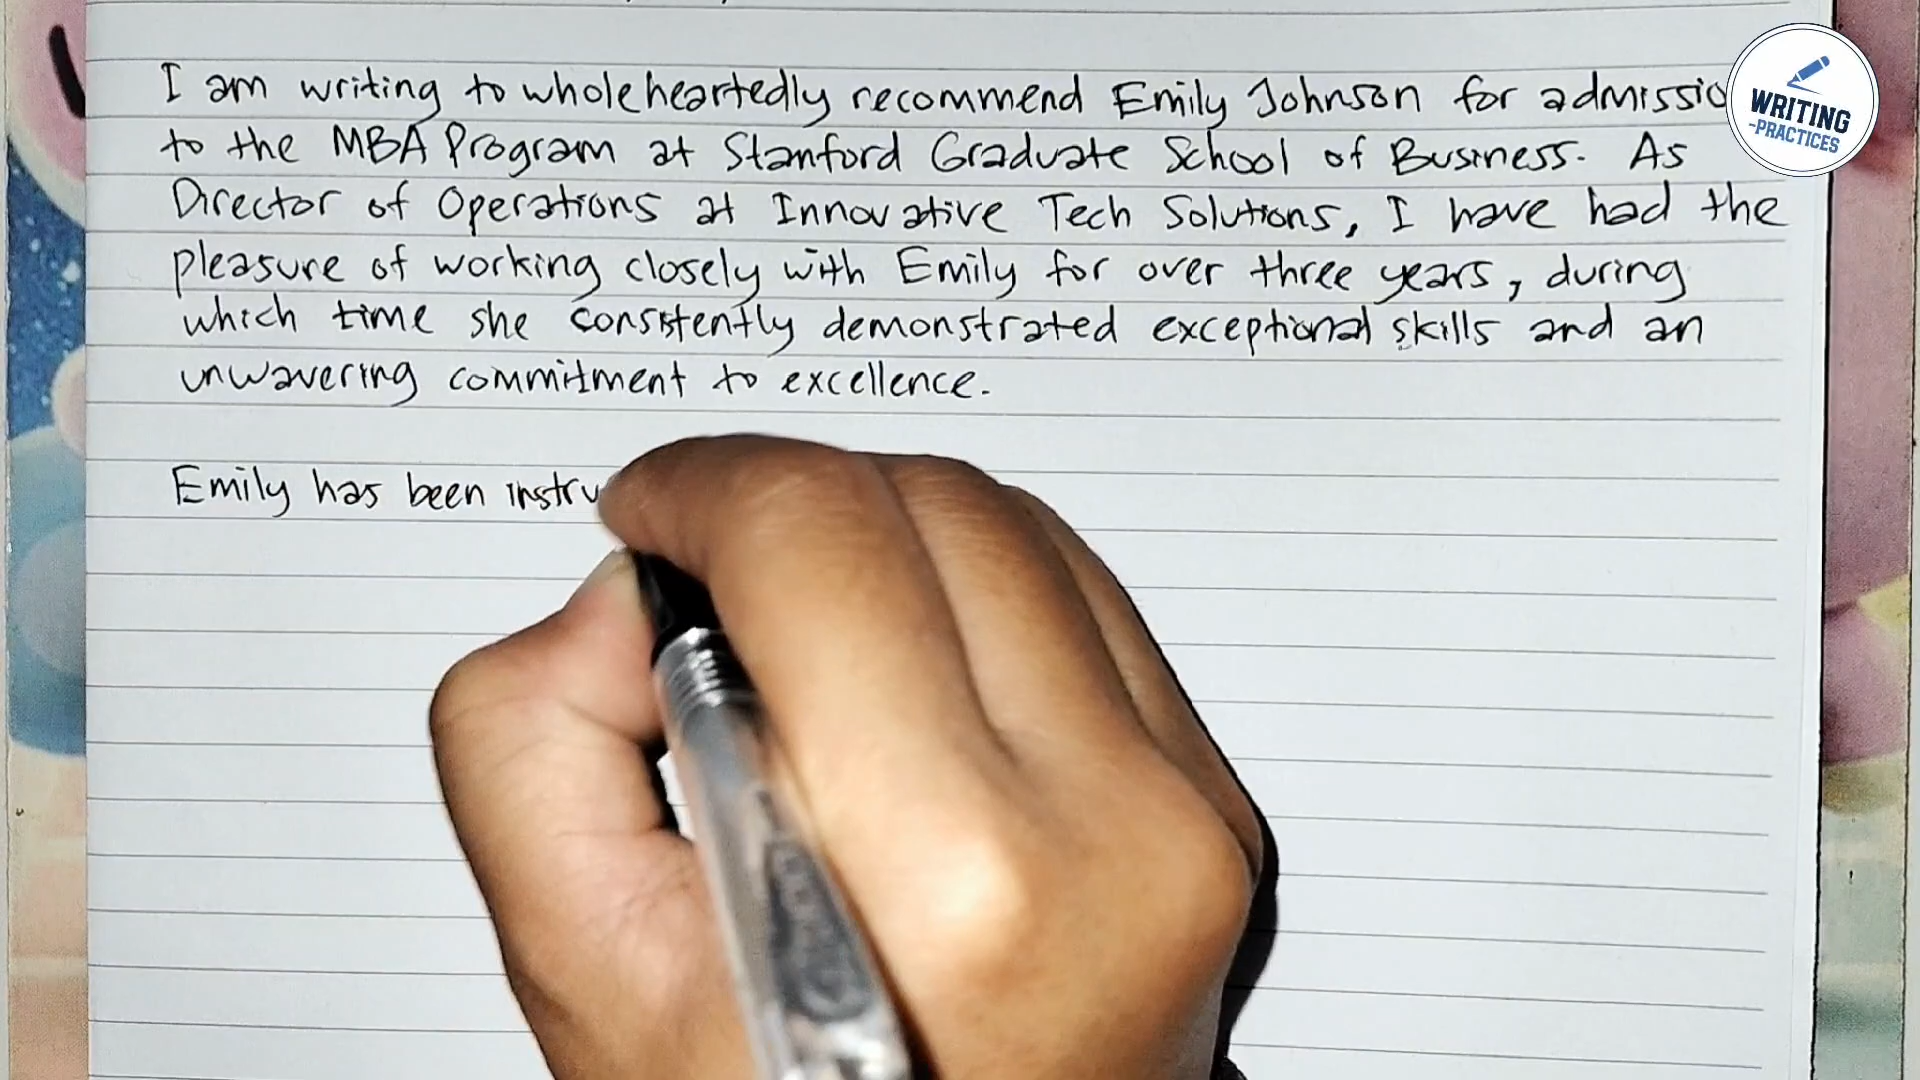 I am writing to wholeheartedly recommend Emily Johnson for admissio
to the MBA Program at Stanford Graduate School of Business. As
Director of Operations at Innovative Tech Solutions, I have had the
pleasure of working closely with Emily for over three years, during
which time she consistently demonstrated exceptional skills and an
unwavering commitment to excellence.
Emily has been instru
WRITING
-PRACTICES